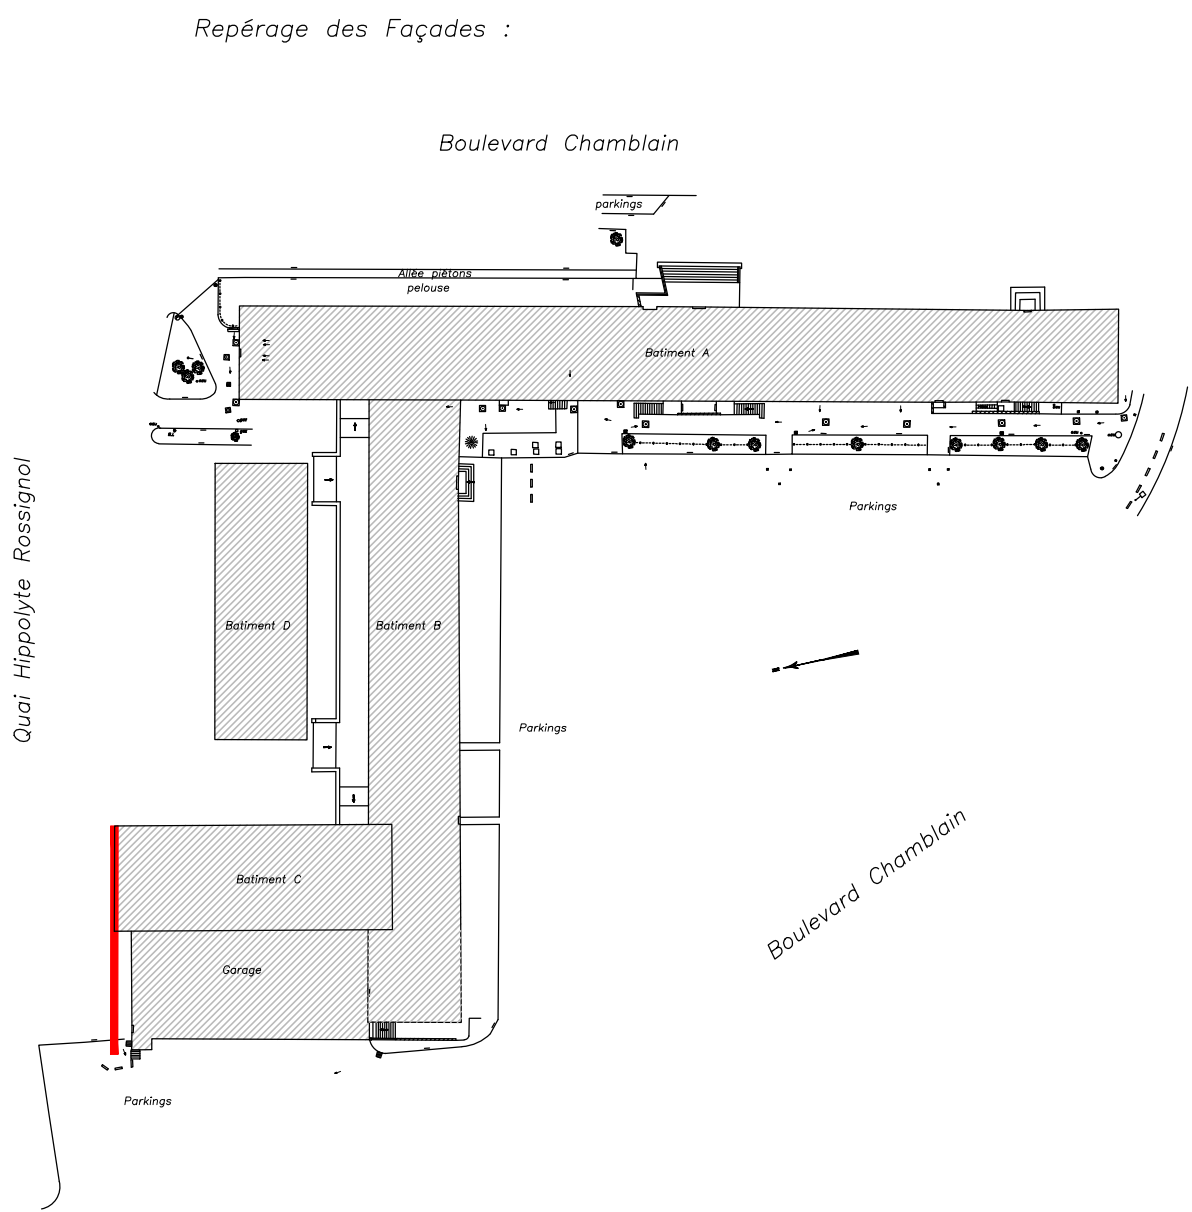 Repérage des Façades :
Boulevard Chamblain
parkings
Allée piétons
pelouse
Batiment A
Parkings
Quai Hippolyte Rossignol
Batiment D
Batiment B
Parkings
Boulevard Chamblain
Batiment C
Garage
Parkings